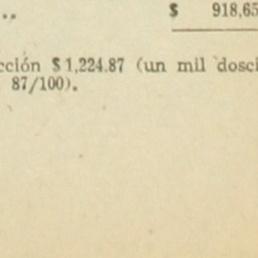 ... $ 918,65
cción $1,224.87 (un mil dosci
87/100).